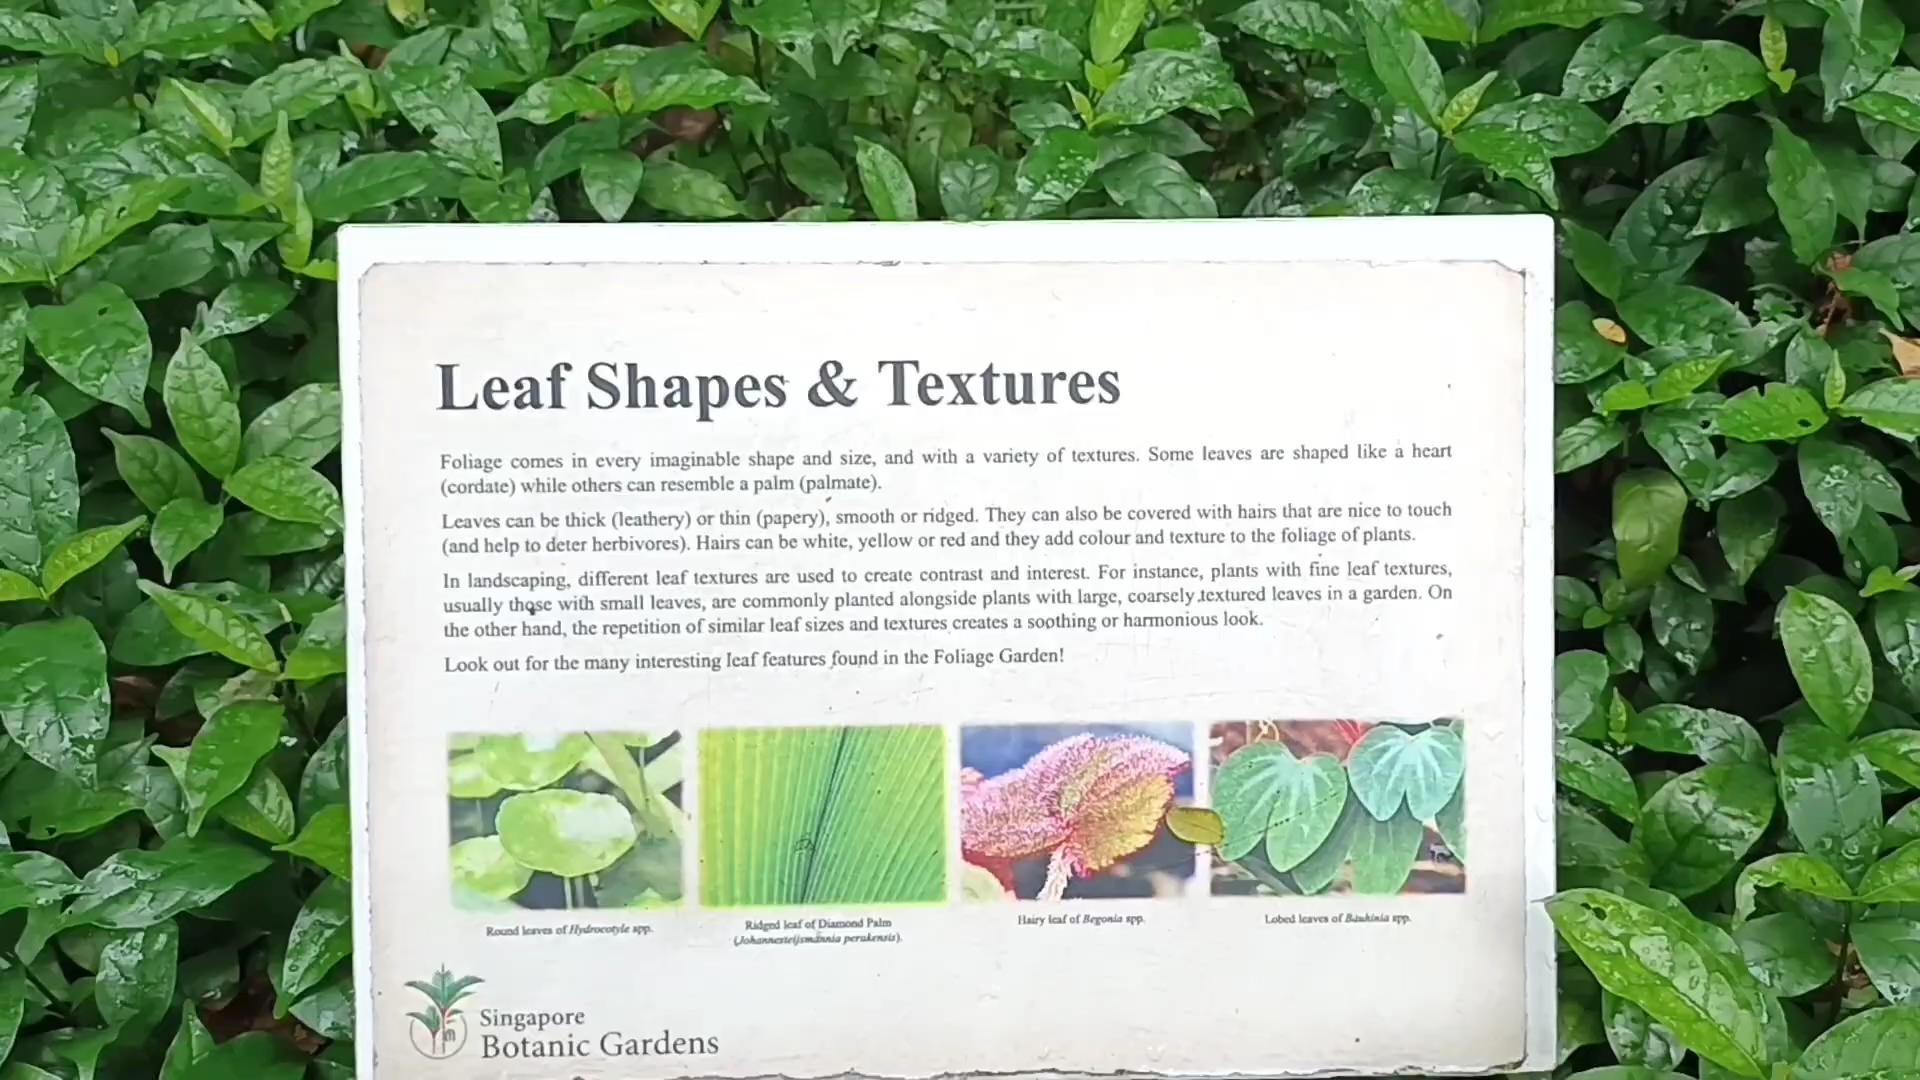 Leaf Shapes & Textures
Foliage comes in every imaginable shape and size, and with a variety of textures. Some leaves are shaped like a heart
(cordate) while others can resemble a palm (palmate).
Leaves can be thick (leathery) or thin (papery), smooth or ridged. They can also be covered with hairs that are nice to touch
(and help to deter herbivores). Hairs can be white, yellow or red and they add colour and texture to the foliage of plants.
In landscaping, different leaf textures are used to create contrast and interest. For instance, plants with fine leaf textures,
usually those with small leaves, are commonly planted alongside plants with large, coarsely textured leaves in a garden. On
the other hand, the repetition of similar leaf sizes and textures creates a soothing or harmonious look.
Look out for the many interesting leaf features found in the Foliage Garden!
Round leaves of Hydrocotyle spp.
Ridged leaf of Diamond Palm
(Johannesteijsmannia perakensis).
Hairy leaf of Begonia spp.
Lobed leaves of Bauhinia spp.
Singapore
Botanic Gardens